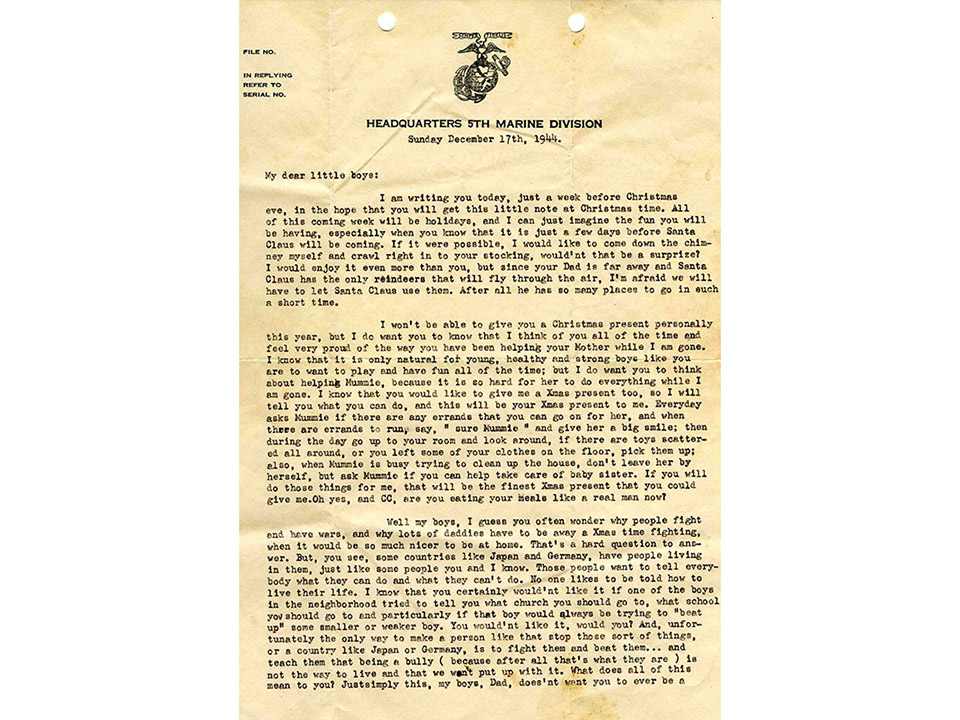 FILE NO.
IN REPLYING
REFER TO
SERIAL NO.
HEADQUARTERS 5TH MARINE DIVISION
Sunday December 17th, 1944.
My dear little boys:
I am writing you today, just a week before Christmas
eve, in the hope that you will get this little note at Christmas time. All
of this coming week will be holidays, and I can just imagine the fun you will
be having, especially when you know that it is just a few days before Santa
Claus will be coming. If it were possible, I would like to come down the chim-
ney myself and crawl right in to your stocking, would'nt that be a surprize?
I would enjoy it even more than you, but since your Dad is far away and Santa
Claus has the only reindeers that will fly through the air, I'm afraid we will
have to let Santa Claus use them. After all he has so many places to go in such
a short time.
I won't be able to give you a Christmas present personally
this year, but I do want you to know that I think of you all of the time and
feel very proud of the way you have been helping your Mother while I am gone.
I know that it is only natural for young, healthy and strong boys like you
are to want to play and have fun all of the time; but I do want you to think
about helping Mummie, because it is so hard for her to do everything while I
am gone. I know that you would like to give me a Xmas present too, so I will
tell you what you can do, and this will be your Xmas present to me. Everyday
asks Mummie if there are any errands that you can go on for her, and when
there are errands to run, say, " sure Mummie " and give her a big smile; then
during the day go up to your room and look around, if there are toys scatter-
ed all around, or you left some of your clothes on the floor, pick them up;
also, when Mummie is busy trying to clean up the house, don't leave her by
herself, but ask Mummie if you can help take care of baby sister. If you will
do those things for me, that will be the finest Xmas present that you could
give me.Oh yes, and CC, are you eating your meals like a real man now?
Well my boys, I guess you often wonder why people fight
and have wars, and why lots of daddies have to be away a Xmas time fighting,
when it would be so much nicer to be at home. That's a hard question to ans-
wer. But, you see, some countries like Japan and Germany, have people living
in them, just like some people you and I know. Those people want to tell every-
body what they can do and what they can't do. No one likes to be told how to
live their life. I know that you certainly would'nt like it if one of the boys
in the neighborhood tried to tell you what church you should go to, what school
you should go to and particularly if that boy would always be trying to "beat
up" some smaller or weaker boy. You would'nt like it, would you? And, unfor-
tunately the only way to make a person like that stop those sort of things,
or a country like Japan or Germany, is to fight them and beat them... and
teach them that being a bully ( because after all that's what they are ) is
not the way to live and that we won't put up with it. What does all of this
mean to you? Justsimply this, my boys, Dad, does'nt want you to ever be a